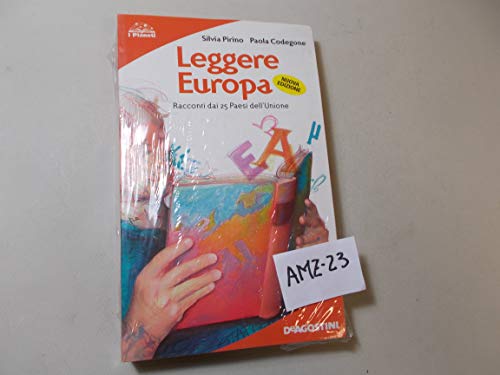 I Pianeti
Silvia Pirino Paola Codegone
Leggere
Europa
NUOVA
EDIZIONE
Racconti dai 25 Paesi dell'Unione
E A μ
AMZ-23
DeAGOSTINI